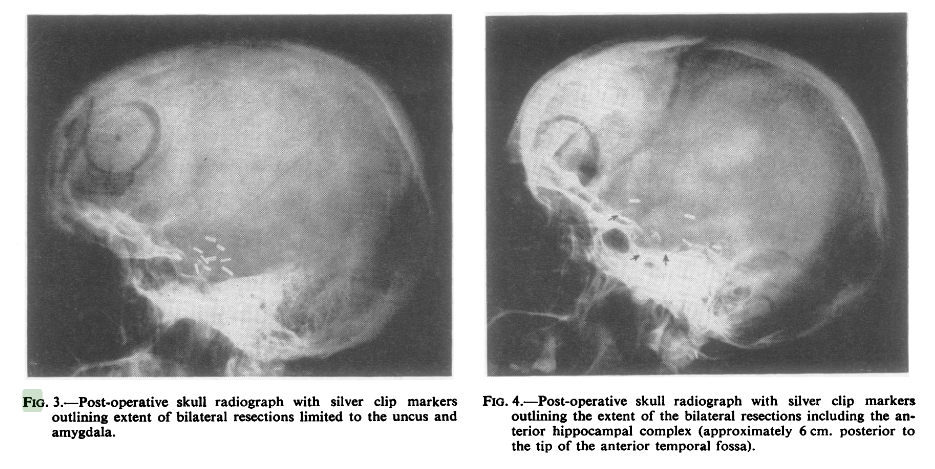 FIG. 3.—Post-operative skull radiograph with silver clip markers
outlining extent of bilateral resections limited to the uncus and
amygdala.
FIG. 4.—Post-operative skull radiograph with silver clip markers
outlining the extent of the bilateral resections including the an-
terior hippocampal complex (approximately 6 cm. posterior to
the tip of the anterior temporal fossa).